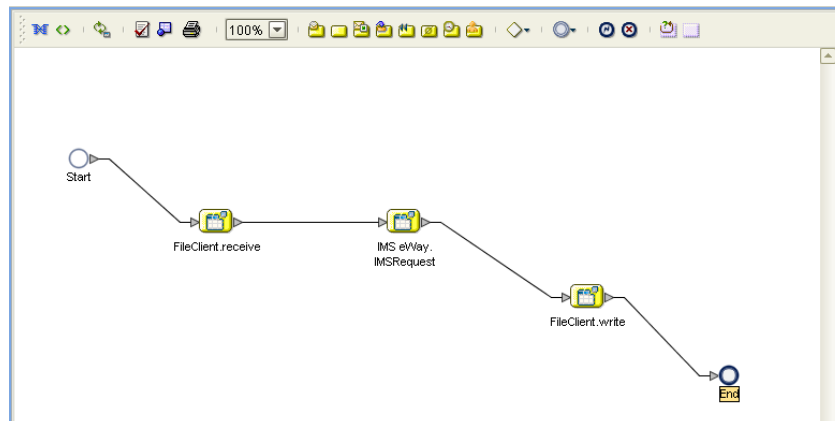 100%
Start
FileClient.receive
IMS eWay.
IMSRequest
FileClient.write
End